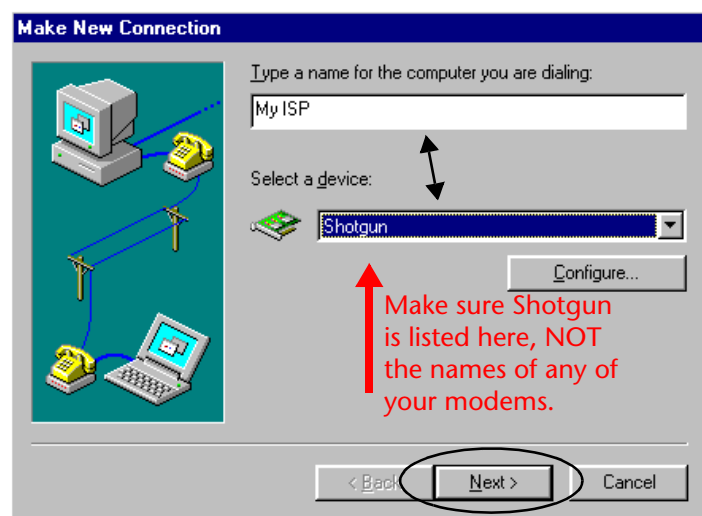 Make New Connection
Type a name for the computer you are dialing:
My ISP
Select a device:
Shotgun
Configure...
Make sure Shotgun
is listed here, NOT
the names of any of
your modems.
< Back
Next >
Cancel